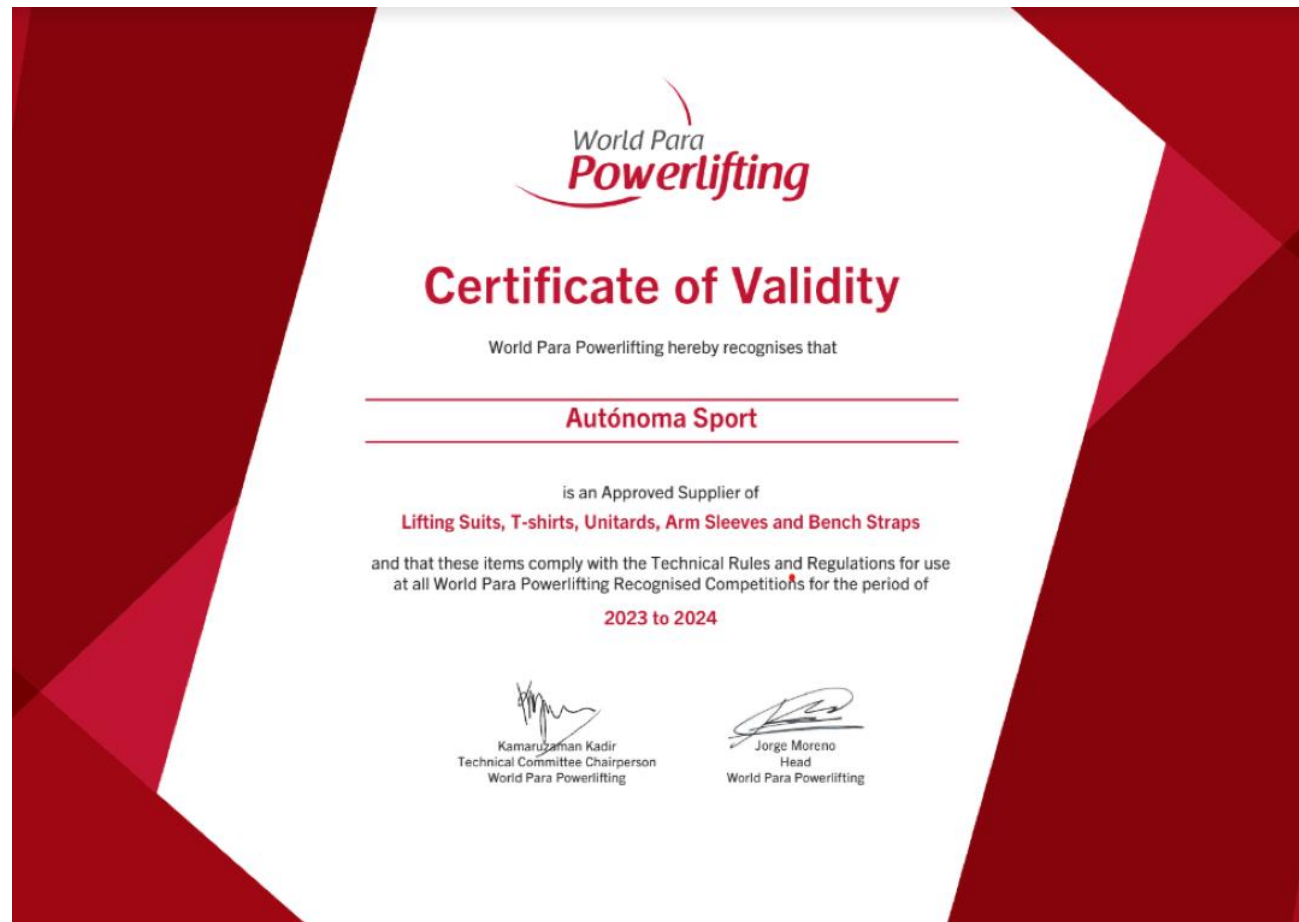 World Para
Powerlifting
Certificate of Validity
World Para Powerlifting hereby recognises that
Autónoma Sport
is an Approved Supplier of
Lifting Suits, T-shirts, Unitards, Arm Sleeves and Bench Straps
and that these items comply with the Technical Rules and Regulations for use
at all World Para Powerlifting Recognised Competitions for the period of
2023 to 2024
Kamaruzaman Kadir
Technical Committee Chairperson
World Para Powerlifting
Jorge Moreno
Head
World Para Powerlifting